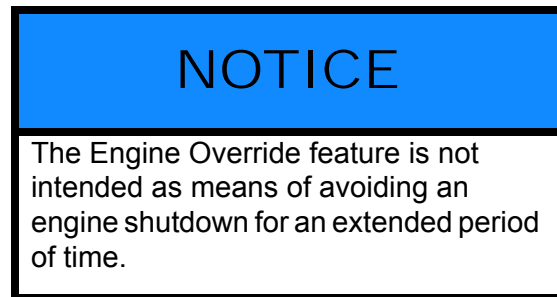 NOTICE
The Engine Override feature is not
intended as means of avoiding an
engine shutdown for an extended period
of time.